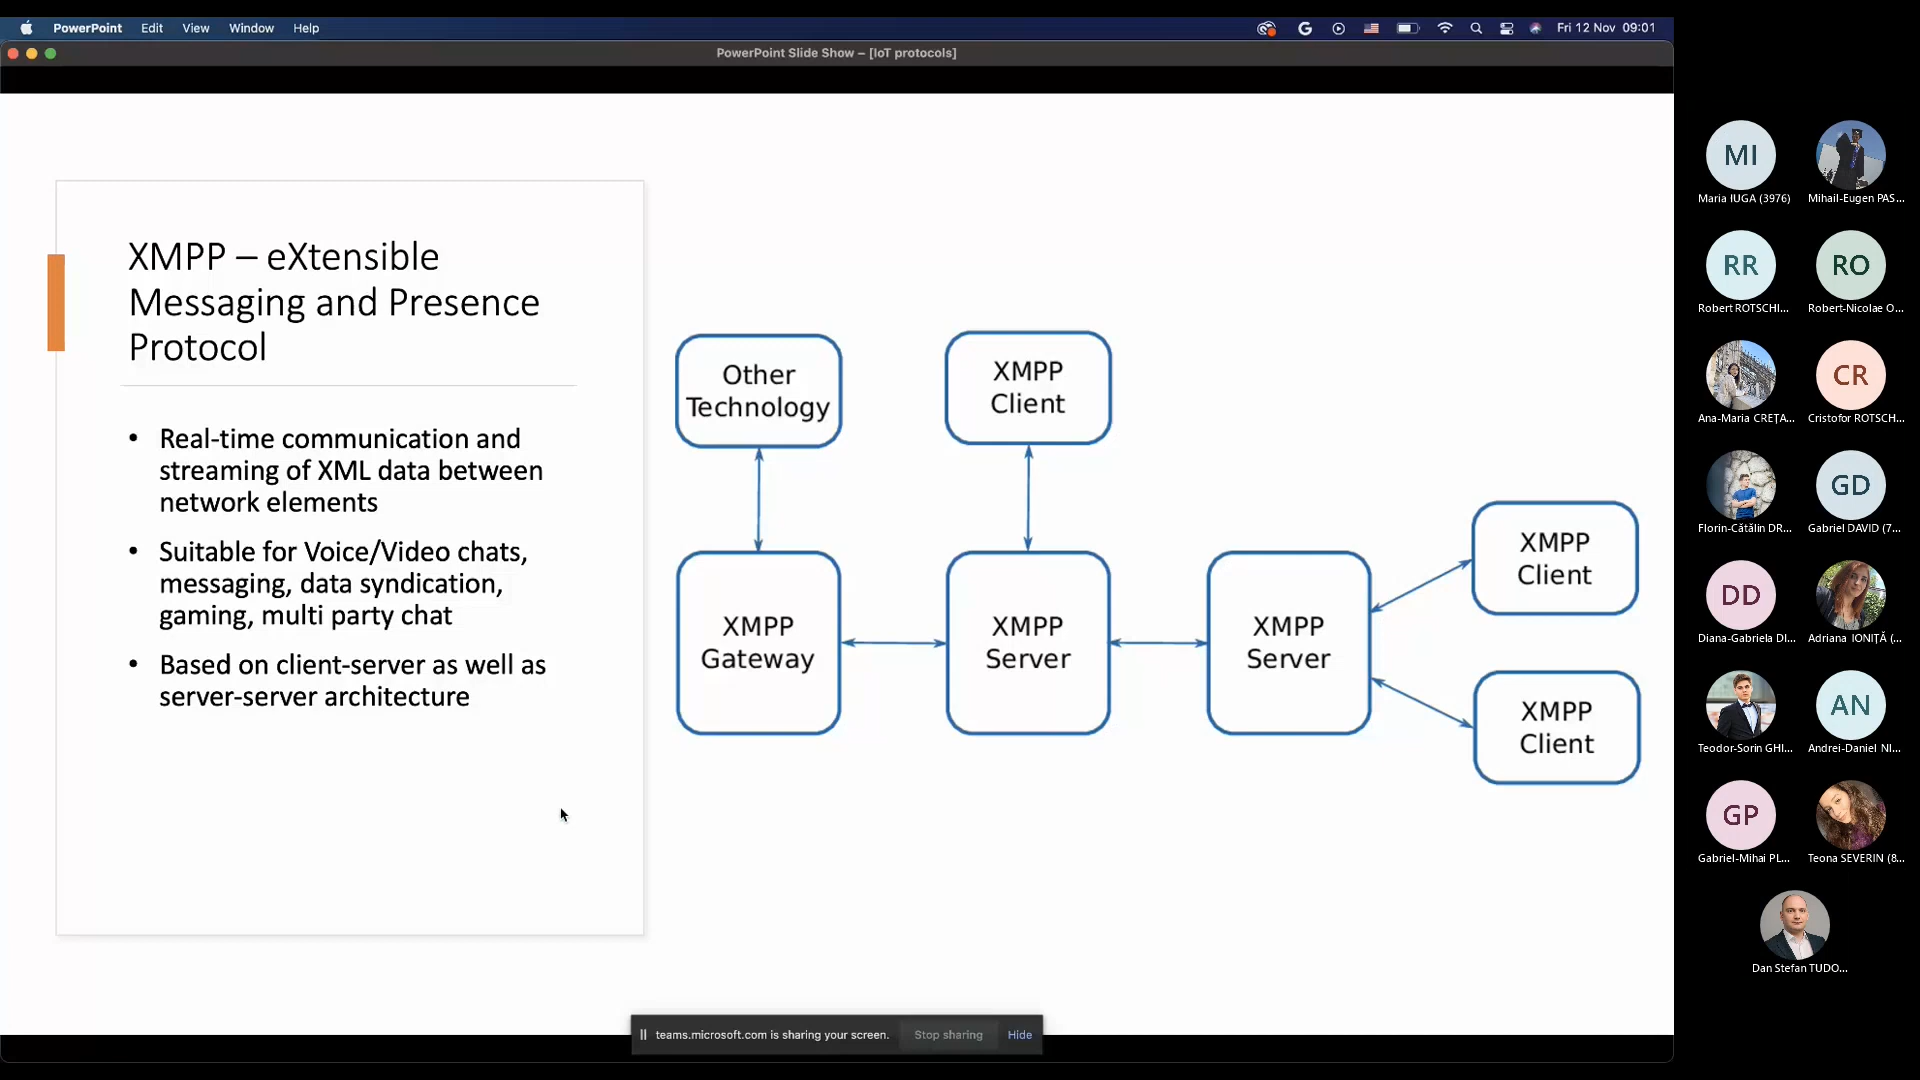 PowerPoint Edit View Window Help
Fri 12 Nov 09:01
PowerPoint Slide Show – [IoT protocols]
XMPP – eXtensible
Messaging and Presence
Protocol
• Real-time communication and
streaming of XML data between
network elements
• Suitable for Voice/Video chats,
messaging, data syndication,
gaming, multi party chat
• Based on client-server as well as
server-server architecture
Other
Technology
XMPP
Client
XMPP
Gateway
XMPP
Server
XMPP
Server
XMPP
Client
XMPP
Client
teams.microsoft.com is sharing your screen.
Stop sharing
Hide
MI
Maria IUGA (3976)
Mihail-Eugen PAS...
RR
Robert ROTSCHI...
RO
Robert-Nicolae O...
Ana-Maria CREȚA...
CR
Cristofor ROTSCH...
Florin-Cătălin DR...
GD
Gabriel DAVID (7...
DD
Diana-Gabriela DI...
Adriana IONIȚĂ (...
Teodor-Sorin GHI...
AN
Andrei-Daniel NI...
GP
Gabriel-Mihai PL...
Teona SEVERIN (8...
Dan Stefan TUDO...